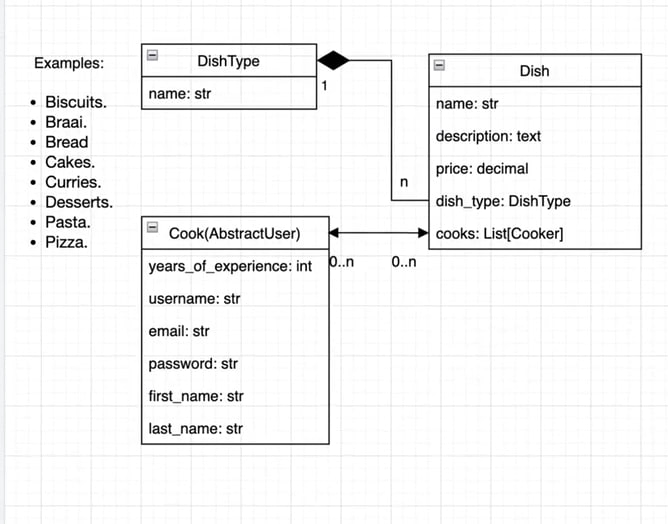 Examples:
Biscuits.
Braai.
Bread
Cakes.
Curries.
Desserts.
Pasta.
Pizza.
DishType
name: str
1
n
Dish
name: str
description: text
price: decimal
dish_type: DishType
cooks: List[Cooker]
Cook(AbstractUser)
0..n
0..n
years_of_experience: int
username: str
email: str
password: str
first_name: str
last_name: str